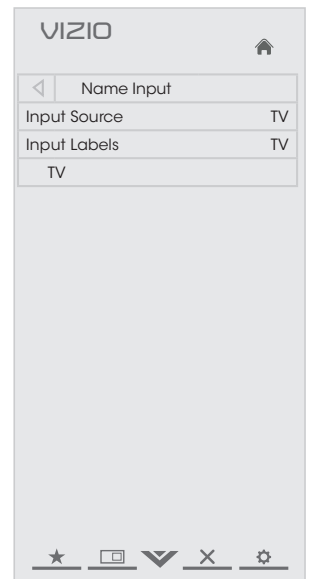 VIZIO
Name Input
Input Source TV
Input Labels TV
TV